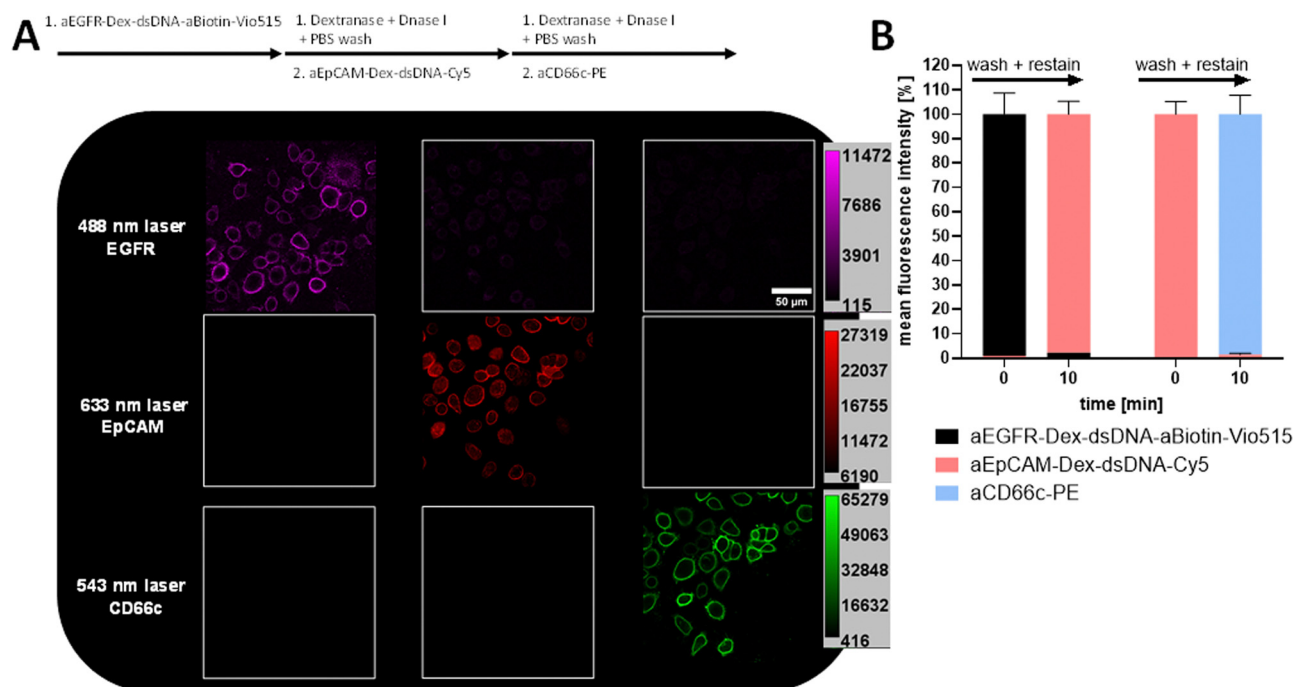 A
1. aEGFR-Dex-dsDNA-aBiotin-Vio515
1. Dextranase + Dnase I
+ PBS wash
2. aEpCAM-Dex-dsDNA-Cy5
1. Dextranase + Dnase I
+ PBS wash
2. aCD66c-PE
488 nm laser
EGFR
50 µm
11472
7686
3901
115
633 nm laser
EpCAM
27319
22037
16755
11472
6190
543 nm laser
CD66c
65279
49063
32848
16632
416
B
wash + restain
wash + restain
mean fluorescence intensity [%]
120
110
100
90
80
70
60
50
40
30
20
10
0
0 10 0 10
time [min]
aEGFR-Dex-dsDNA-aBiotin-Vio515
aEpCAM-Dex-dsDNA-Cy5
aCD66c-PE